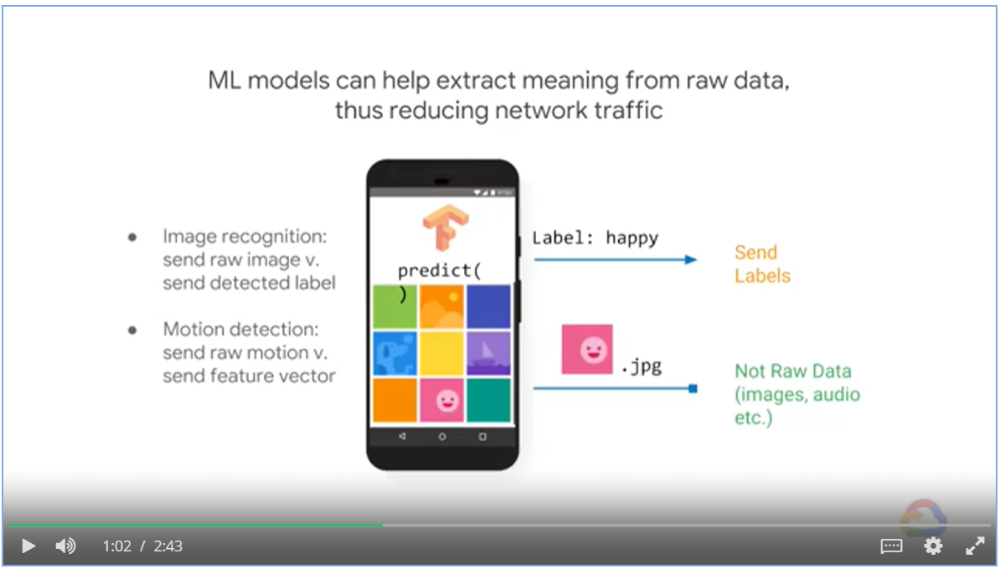 ML models can help extract meaning from raw data,
thus reducing network traffic
● Image recognition:
send raw image v.
send detected label
● Motion detection:
send raw motion v.
send feature vector
predict(
)
Label: happy
.jpg
Send
Labels
Not Raw Data
(images, audio
etc.)
1:02 / 2:43